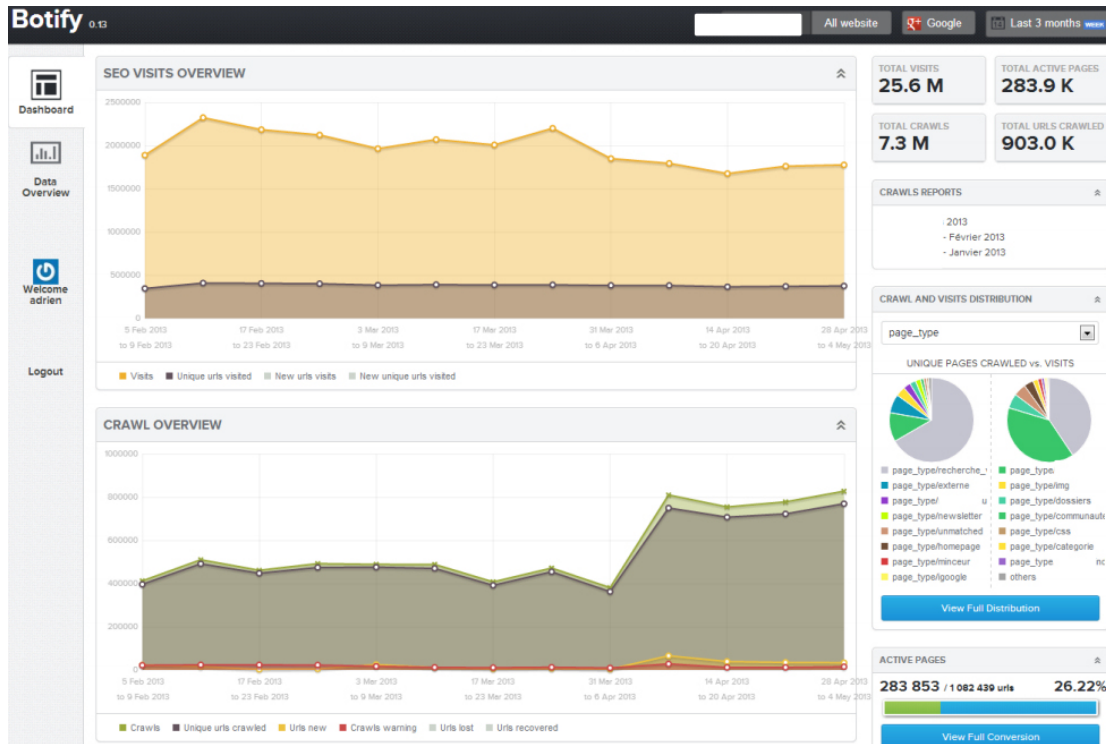 Botify 0.13
All website
Google
14 Last 3 months WEEK
Dashboard
Data
Overview
Welcome
adrien
Logout
SEO VISITS OVERVIEW
2500000
2000000
1500000
1000000
500000
0
5 Feb 2013 17 Feb 2013 3 Mar 2013 17 Mar 2013 31 Mar 2013 14 Apr 2013 28 Apr 2013
to 9 Feb 2013 to 23 Feb 2013 to 9 Mar 2013 to 23 Mar 2013 to 6 Apr 2013 to 20 Apr 2013 to 4 May 2013
Visits Unique urls visited New urls visits New unique urls visited
CRAWL OVERVIEW
1000000
800000
600000
400000
200000
0
5 Feb 2013 17 Feb 2013 3 Mar 2013 17 Mar 2013 31 Mar 2013 14 Apr 2013 28 Apr 2013
to 9 Feb 2013 to 23 Feb 2013 to 9 Mar 2013 to 23 Mar 2013 to 6 Apr 2013 to 20 Apr 2013 to 4 May 2013
Crawls Unique urls crawled Urls new Crawls warning Urls lost Urls recovered
TOTAL VISITS TOTAL ACTIVE PAGES
25.6 M 283.9 K
TOTAL CRAWLS TOTAL URLS CRAWLED
7.3 M 903.0 K
CRAWLS REPORTS
2013
- Février 2013
- Janvier 2013
CRAWL AND VISITS DISTRIBUTION
page_type
UNIQUE PAGES CRAWLED vs. VISITS
page_type/recherche_ page_type
page_type/externe page_type/img
page_type/ u page_type/dossiers
page_type/newsletter page_type/communaute
page_type/unmatched page_type/css
page_type/homepage page_type/categorie
page_type/minceur page_type nc
page_type/igoogle others
View Full Distribution
ACTIVE PAGES
283 853 / 1 082 439 urls 26.22%
View Full Conversion